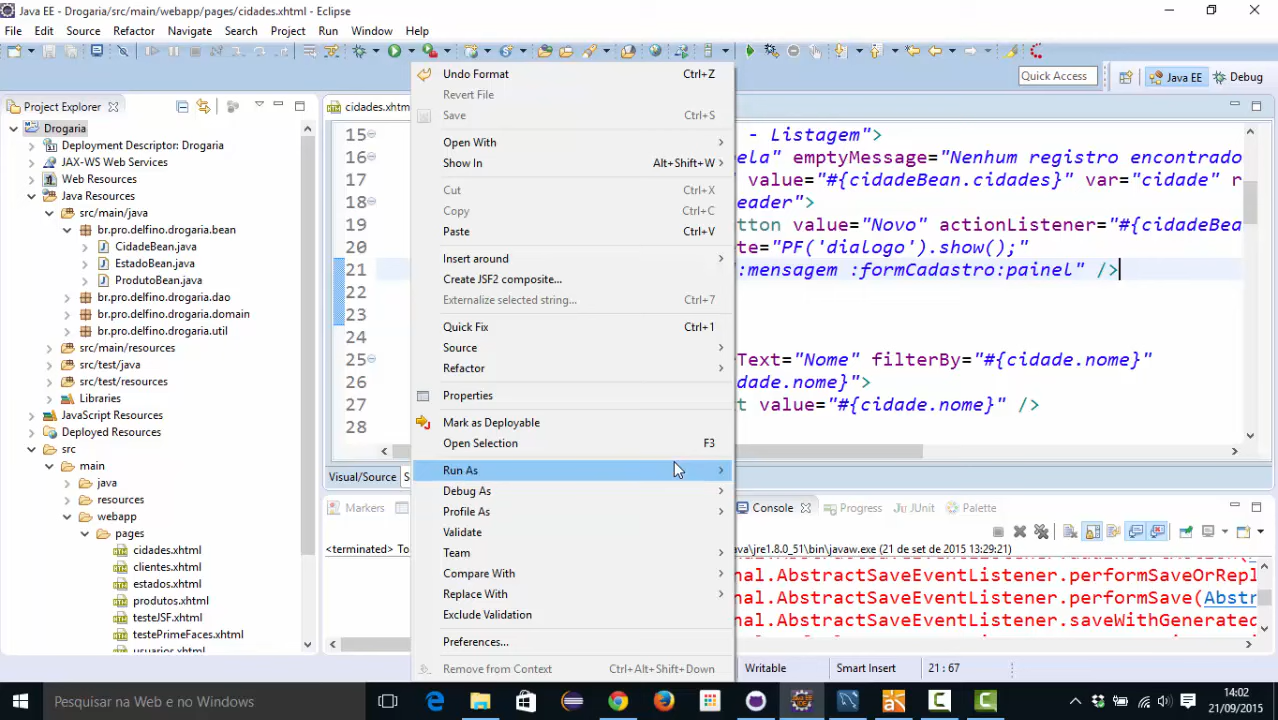 Java EE - Drogaria/src/main/webapp/pages/cidades.xhtml - Eclipse
File Edit Source Refactor Navigate Search Project Run Window Help
Quick Access
Java EE
Debug
Project Explorer
Drogaria
Deployment Descriptor: Drogaria
JAX-WS Web Services
Web Resources
Java Resources
src/main/java
br.pro.delfino.drogaria.bean
CidadeBean.java
EstadoBean.java
ProdutoBean.java
br.pro.delfino.drogaria.dao
br.pro.delfino.drogaria.domain
br.pro.delfino.drogaria.util
src/main/resources
src/test/java
src/test/resources
Libraries
JavaScript Resources
Deployed Resources
src
main
java
resources
webapp
pages
cidades.xhtml
clientes.xhtml
estados.xhtml
produtos.xhtml
testeJSF.xhtml
testePrimeFaces.xhtml
usuarios.xhtml
cidades.xhtm
15 - Listagem">
16 ela" emptyMessage="Nenhum registro encontrado
17 value="#{cidadeBean.cidades}" var="cidade" r
18 eader">
19 tton value="Novo" actionListener="#{cidadeBea
20 te="PF('dialogo').show();"
21 :mensagem :formCadastro:painel" />
22
23
24
25 Text="Nome" filterBy="#{cidade.nome}"
26 dade.nome}">
27 t value="#{cidade.nome}" />
28
Undo Format Ctrl+Z
Revert File
Save Ctrl+S
Open With
Show In Alt+Shift+W
Cut Ctrl+X
Copy Ctrl+C
Paste Ctrl+V
Insert around
Create JSF2 composite...
Externalize selected string... Ctrl+7
Quick Fix Ctrl+1
Source
Refactor
Properties
Mark as Deployable
Open Selection F3
Run As
Debug As
Profile As
Validate
Team
Compare With
Replace With
Exclude Validation
Preferences...
Remove from Context Ctrl+Alt+Shift+Down
Visual/Source S
Markers
Console Progress JUnit Palette
<terminated> To
ava\jre1.8.0_51\bin\javaw.exe (21 de set de 2015 13:29:21)
nal.AbstractSaveEventListener.performSaveOrRepl
nal.AbstractSaveEventListener.performSave(Abstr
nal.AbstractSaveEventListener.saveWithGenerated
Writable Smart Insert 21 : 67
Pesquisar na Web e no Windows
14:02
21/09/2015